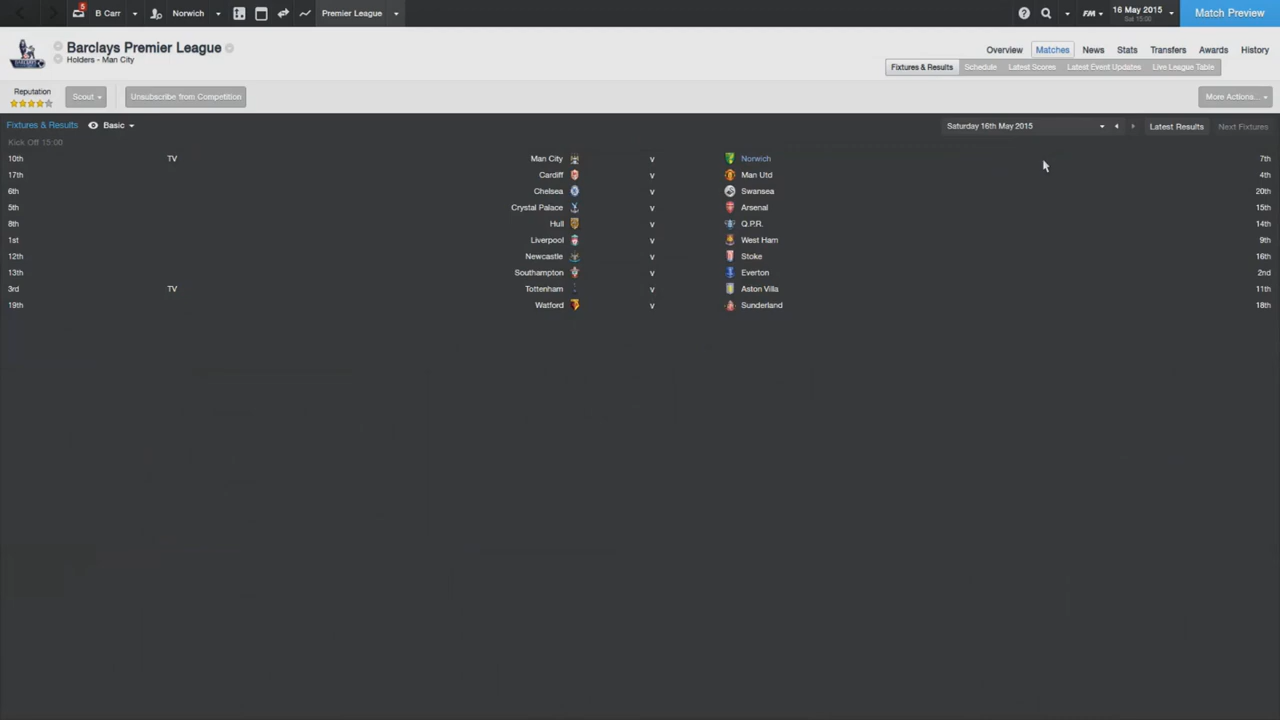 5 B Carr Norwich Premier League FM 16 May 2015 Sat 15:00 Match Preview
Barclays Premier League
Holders - Man City
Overview Matches News Stats Transfers Awards History
Fixtures & Results Schedule Latest Scores Latest Event Updates Live League Table
Reputation
Scout Unsubscribe from Competition More Actions...
Fixtures & Results Basic Saturday 16th May 2015 Latest Results Next Fixtures
Kick Off 15:00
10th TV Man City v Norwich 7th
17th Cardiff v Man Utd 4th
6th Chelsea v Swansea 20th
5th Crystal Palace v Arsenal 15th
8th Hull v Q.P.R. 14th
1st Liverpool v West Ham 9th
12th Newcastle v Stoke 16th
13th Southampton v Everton 2nd
3rd TV Tottenham v Aston Villa 11th
19th Watford v Sunderland 18th